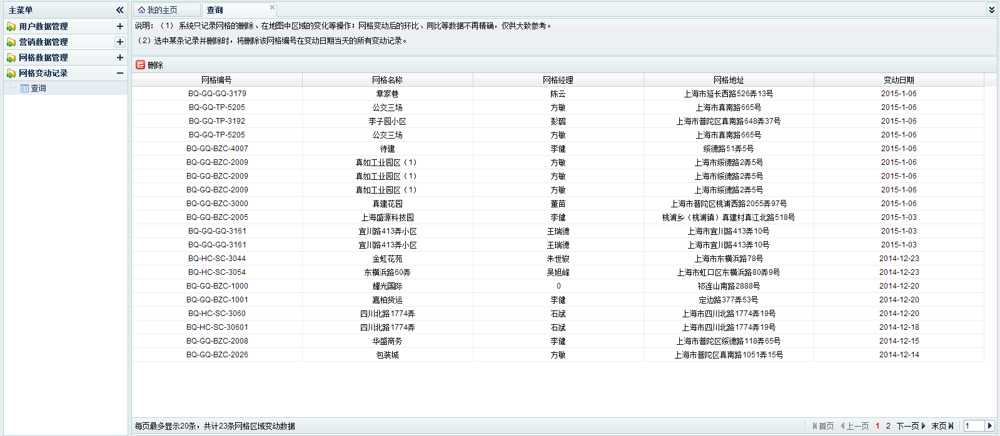 主菜单
用户数据管理
营销数据管理
网格数据管理
网格变动记录
查询
我的主页 查询
说明：（1） 系统只记录网格的删除、在地图中区域的变化等操作；网格变动后的环比、同比等数据不再精确，仅供大致参考。
（2）选中某条记录并删除时，将删除该网格编号在变动日期当天的所有变动记录。
删除
网格编号 网格名称 网格经理 网格地址 变动日期
BQ-GQ-GQ-3179 章家巷 陈云 上海市延长西路526弄13号 2015-1-06
BQ-GQ-TP-5205 公交三场 方敏 上海市真南路665号 2015-1-06
BQ-GQ-TP-3192 李子园小区 彭璐 上海市普陀区真南路648弄37号 2015-1-06
BQ-GQ-TP-5205 公交三场 方敏 上海市真南路665号 2015-1-06
BQ-GQ-BZC-4007 待建 李健 绥德路51弄5号 2015-1-06
BQ-GQ-BZC-2009 真如工业园区（1） 方敏 上海市绥德路2弄5号 2015-1-06
BQ-GQ-BZC-2009 真如工业园区（1） 方敏 上海市绥德路2弄5号 2015-1-06
BQ-GQ-BZC-2009 真如工业园区（1） 方敏 上海市绥德路2弄5号 2015-1-06
BQ-GQ-BZC-3000 真建花园 董苗 上海市普陀区桃浦西路2055弄97号 2015-1-06
BQ-GQ-BZC-2005 上海盛源科技园 李健 桃浦乡（桃浦镇）真建村真江北路518号 2015-1-03
BQ-GQ-GQ-3161 宜川路413弄小区 王瑞德 上海市宜川路413弄10号 2015-1-03
BQ-GQ-GQ-3161 宜川路413弄小区 王瑞德 上海市宜川路413弄10号 2015-1-03
BQ-HC-SC-3044 金虹花苑 朱世骏 上海市东横浜路78号 2014-12-23
BQ-HC-SC-3054 东横浜路60弄 吴旭峰 上海市虹口区东横浜路80弄9号 2014-12-23
BQ-GQ-BZC-1000 耀光国际 0 祁连山南路2888号 2014-12-20
BQ-GQ-BZC-1001 嘉柏货运 李健 定边路377弄53号 2014-12-20
BQ-HC-SC-3060 四川北路1774弄 石斌 上海市四川北路1774弄19号 2014-12-20
BQ-HC-SC-30601 四川北路1774弄 石斌 上海市四川北路1774弄19号 2014-12-18
BQ-GQ-BZC-2008 华盛商务 李健 上海市普陀区绥德路118弄65号 2014-12-15
BQ-GQ-BZC-2026 包装城 方敏 上海市普陀区真南路1051弄15号 2014-12-14
每页最多显示20条，共计23条网格区域变动数据 首页 上一页 1 2 下一页 末页 1